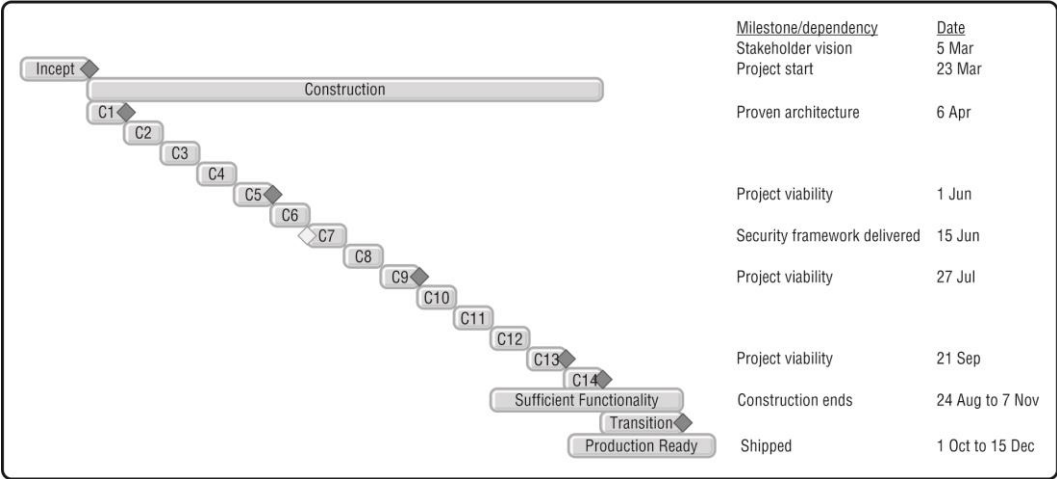 Milestone/dependency Date
Stakeholder vision 5 Mar
Incept Project start 23 Mar
Construction
C1 Proven architecture 6 Apr
C2
C3
C4
C5 Project viability 1 Jun
C6
C7 Security framework delivered 15 Jun
C8
C9 Project viability 27 Jul
C10
C11
C12
C13 Project viability 21 Sep
C14
Sufficient Functionality Construction ends 24 Aug to 7 Nov
Transition
Production Ready Shipped 1 Oct to 15 Dec